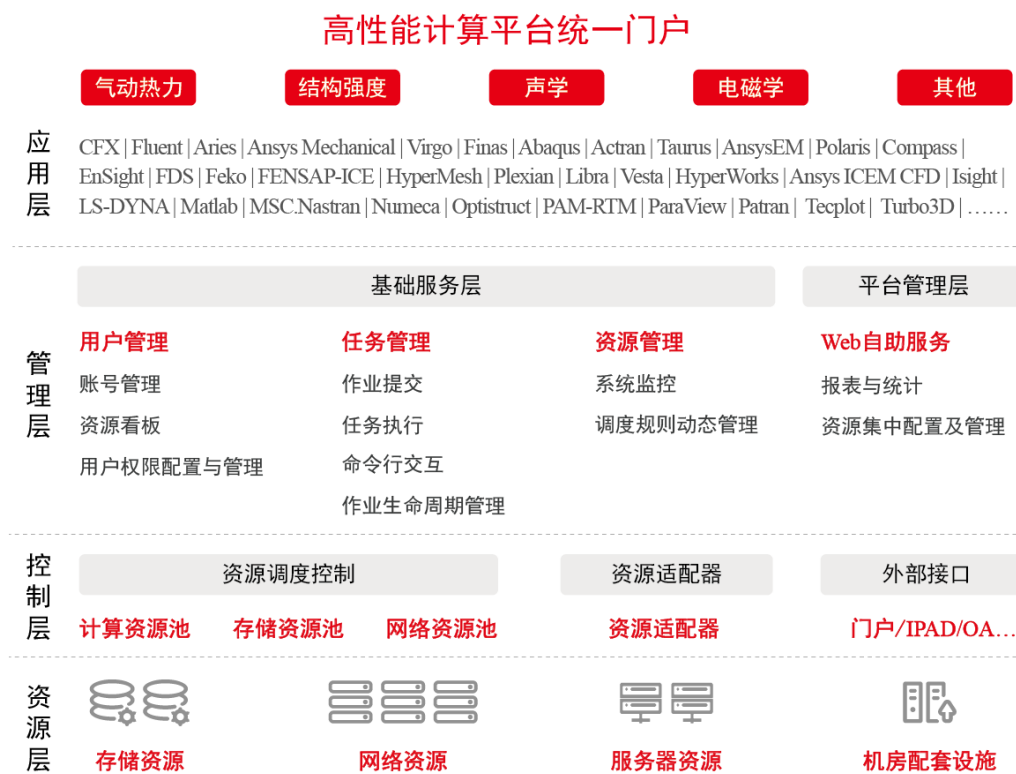 高性能计算平台统一门户
气动热力 结构强度 声学 电磁学 其他
应用层
CFX | Fluent | Aries | Ansys Mechanical | Virgo | Finas | Abaqus | Actran | Taurus | AnsysEM | Polaris | Compass |
EnSight | FDS | Feko | FENSAP-ICE | HyperMesh | Plexian | Libra | Vesta | HyperWorks | Ansys ICEM CFD | Isight |
LS-DYNA | Matlab | MSC.Nastran | Numeca | Optistruct | PAM-RTM | ParaView | Patran | Tecplot | Turbo3D | ……
管理层
基础服务层 平台管理层
用户管理 任务管理 资源管理 Web自助服务
账号管理 作业提交 系统监控 报表与统计
资源看板 任务执行 调度规则动态管理 资源集中配置及管理
用户权限配置与管理 命令行交互
作业生命周期管理
控制层
资源调度控制 资源适配器 外部接口
计算资源池 存储资源池 网络资源池 资源适配器 门户/IPAD/OA…
资源层
存储资源 网络资源 服务器资源 机房配套设施